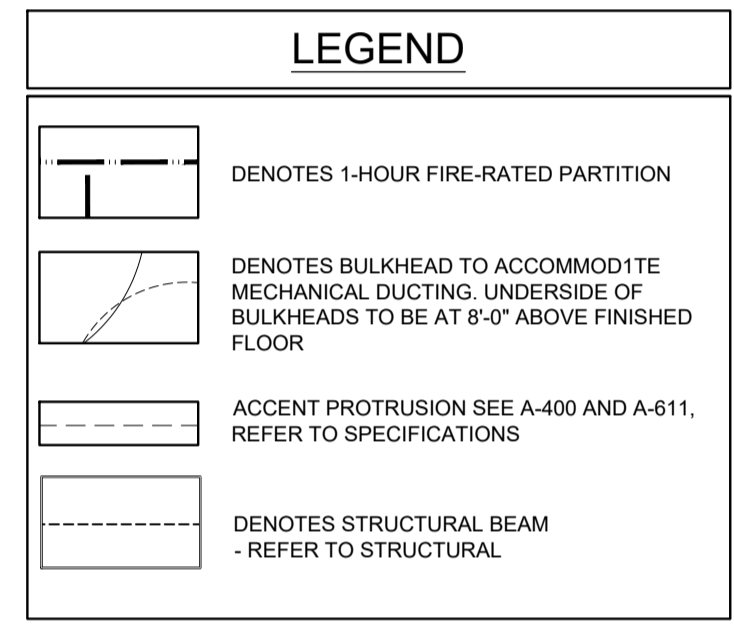 LEGEND
DENOTES 1-HOUR FIRE-RATED PARTITION
DENOTES BULKHEAD TO ACCOMMOD1TE
MECHANICAL DUCTING. UNDERSIDE OF
BULKHEADS TO BE AT 8'-0" ABOVE FINISHED
FLOOR
ACCENT PROTRUSION SEE A-400 AND A-611,
REFER TO SPECIFICATIONS
DENOTES STRUCTURAL BEAM
- REFER TO STRUCTURAL